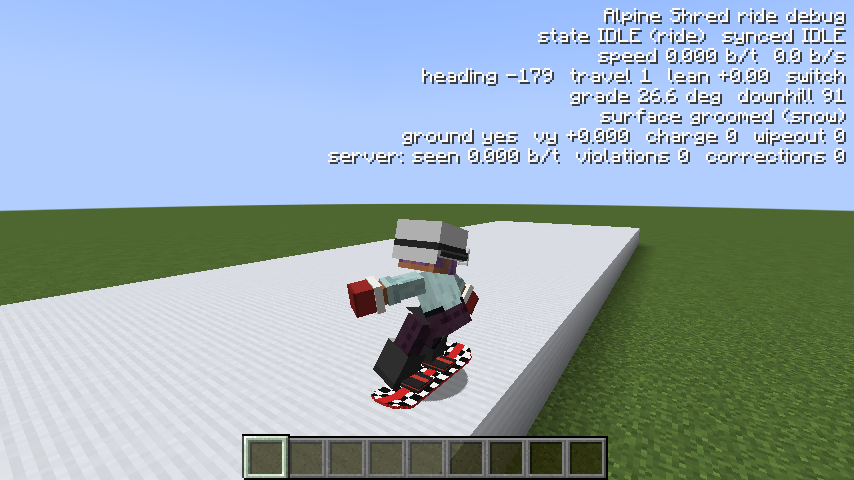 Alpine Shred ride debug
state IDLE (ride) synced IDLE
speed 0.000 b/t 0.0 b/s
heading -179 travel 1 lean +0.00 switch
grade 26.6 deg downhill 91
surface groomed (snow)
ground yes vy +0.000 charge 0 wipeout 0
server: seen 0.000 b/t violations 0 corrections 0